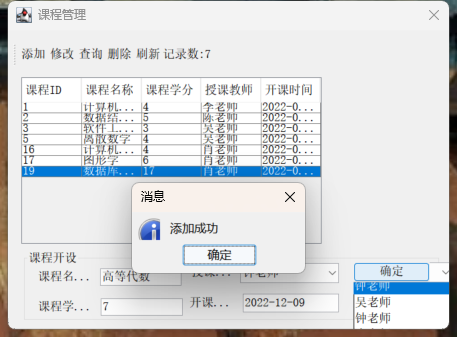 课程管理
添加 修改 查询 删除 刷新 记录数:7
课程ID 课程名称 课程学分 授课教师 开课时间
1 计算机... 4 李老师 2022-0...
2 数据结... 5 陈老师 2022-0...
3 软件工... 3 吴老师 2022-0...
5 离散数学 4 吴老师 2022-0...
16 计算机... 4 肖老师 2022-0...
17 图形学 6 肖老师 2022-0...
19 数据库... 17 肖老师 2022-0...
消息
添加成功
确定
课程开设
课程名... 高等代数 授课... 钟老师 确定
课程学... 7 开课... 2022-12-09
钟老师
吴老师
钟老师